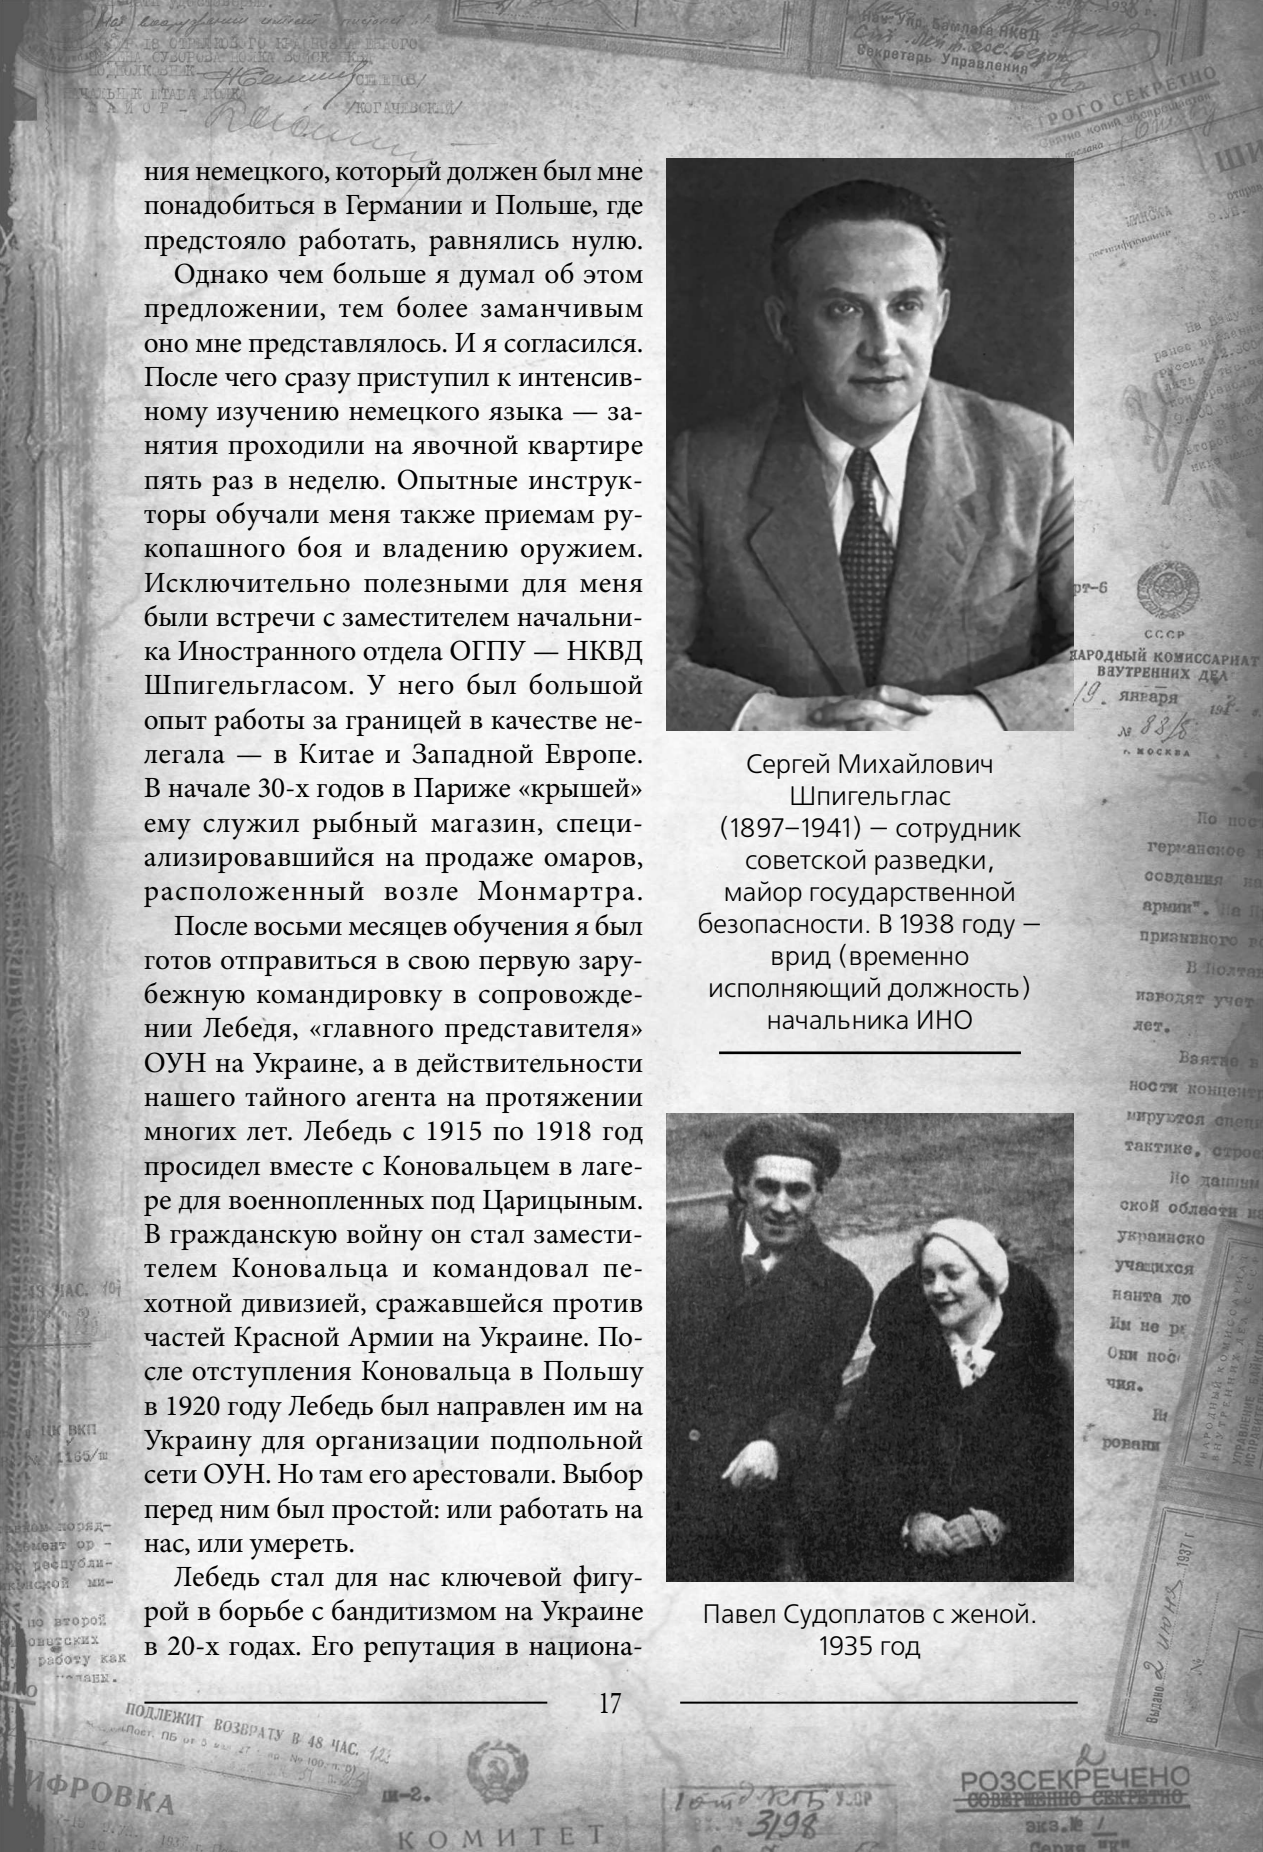 ния немецкого, который должен был мне
понадобиться в Германии и Польше, где
предстояло работать, равнялись нулю.
Однако чем больше я думал об этом
предложении, тем более заманчивым
оно мне представлялось. И я согласился.
После чего сразу приступил к интенсив-
ному изучению немецкого языка — за-
нятия проходили на явочной квартире
пять раз в неделю. Опытные инструк-
торы обучали меня также приемам ру-
копашного боя и владению оружием.
Исключительно полезными для меня
были встречи с заместителем начальни-
ка Иностранного отдела ОГПУ — НКВД
Шпигельгласом. У него был большой
опыт работы за границей в качестве не-
легала — в Китае и Западной Европе.
В начале 30-х годов в Париже «крышей»
ему служил рыбный магазин, специ-
ализировавшийся на продаже омаров,
расположенный возле Монмартра.
После восьми месяцев обучения я был
готов отправиться в свою первую зару-
бежную командировку в сопровожде-
нии Лебедя, «главного представителя»
ОУН на Украине, а в действительности
нашего тайного агента на протяжении
многих лет. Лебедь с 1915 по 1918 год
просидел вместе с Коновальцем в лаге-
ре для военнопленных под Царицыным.
В гражданскую войну он стал замести-
телем Коновальца и командовал пе-
хотной дивизией, сражавшейся против
частей Красной Армии на Украине. По-
сле отступления Коновальца в Польшу
в 1920 году Лебедь был направлен им на
Украину для организации подпольной
сети ОУН. Но там его арестовали. Выбор
перед ним был простой: или работать на
нас, или умереть.
Лебедь стал для нас ключевой фигу-
рой в борьбе с бандитизмом на Украине
в 20-х годах. Его репутация в национа-
Сергей Михайлович
Шпигельглас
(1897–1941) — сотрудник
советской разведки,
майор государственной
безопасности. В 1938 году —
врид (временно
исполняющий должность)
начальника ИНО
Павел Судоплатов с женой.
1935 год
17
Нач. Упр. Бамлага НКВД
Секретарь Управления
СССР
НАРОДНЫЙ КОМИССАРИАТ
ВНУТРЕННИХ ДЕЛ
19. января
г. МОСКВА
ПОДЛЕЖИТ ВОЗВРАТУ В 48 ЧАС.
КОМИТЕТ
3198
РОЗСЕКРЕЧЕНО
СОВЕРШЕННО СЕКРЕТНО
экз. № 1